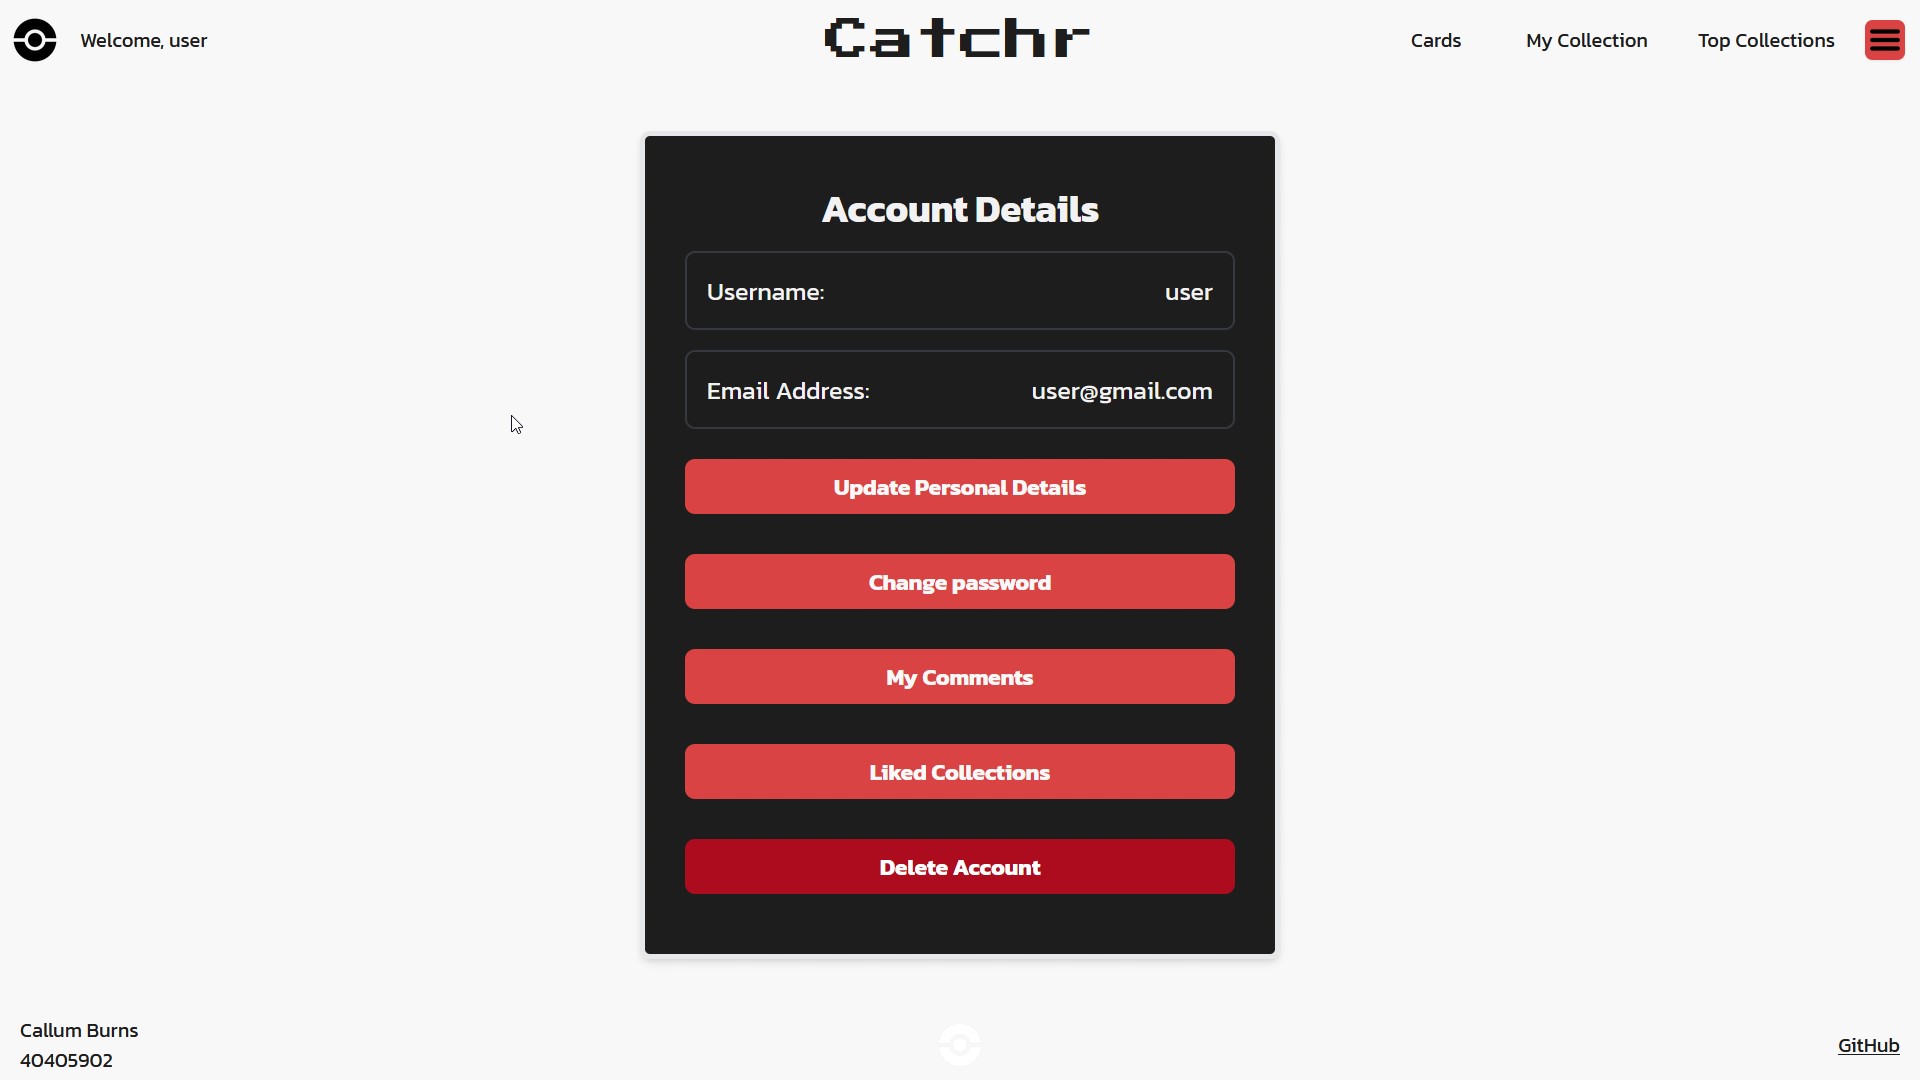 Welcome, user
Catchr
Cards
My Collection
Top Collections
Account Details
Username: user
Email Address: user@gmail.com
Update Personal Details
Change password
My Comments
Liked Collections
Delete Account
Callum Burns
40405902
GitHub